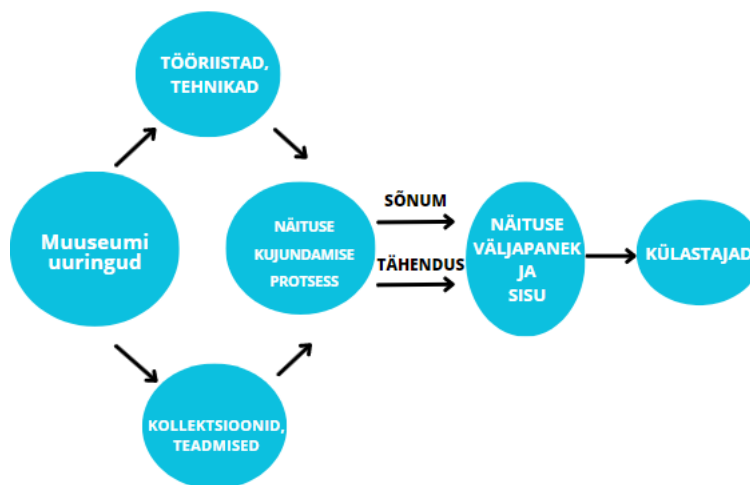 TÖÖRIISTAD,
TEHNIKAD
Muuseumi
uuringud
KOLLEKTSIOONID,
TEADMISED
NÄITUSE
KUJUNDAMISE
PROTSESS
SÕNUM
TÄHENDUS
NÄITUSE
VÄLJAPANEK
JA
SISU
KÜLASTAJAD